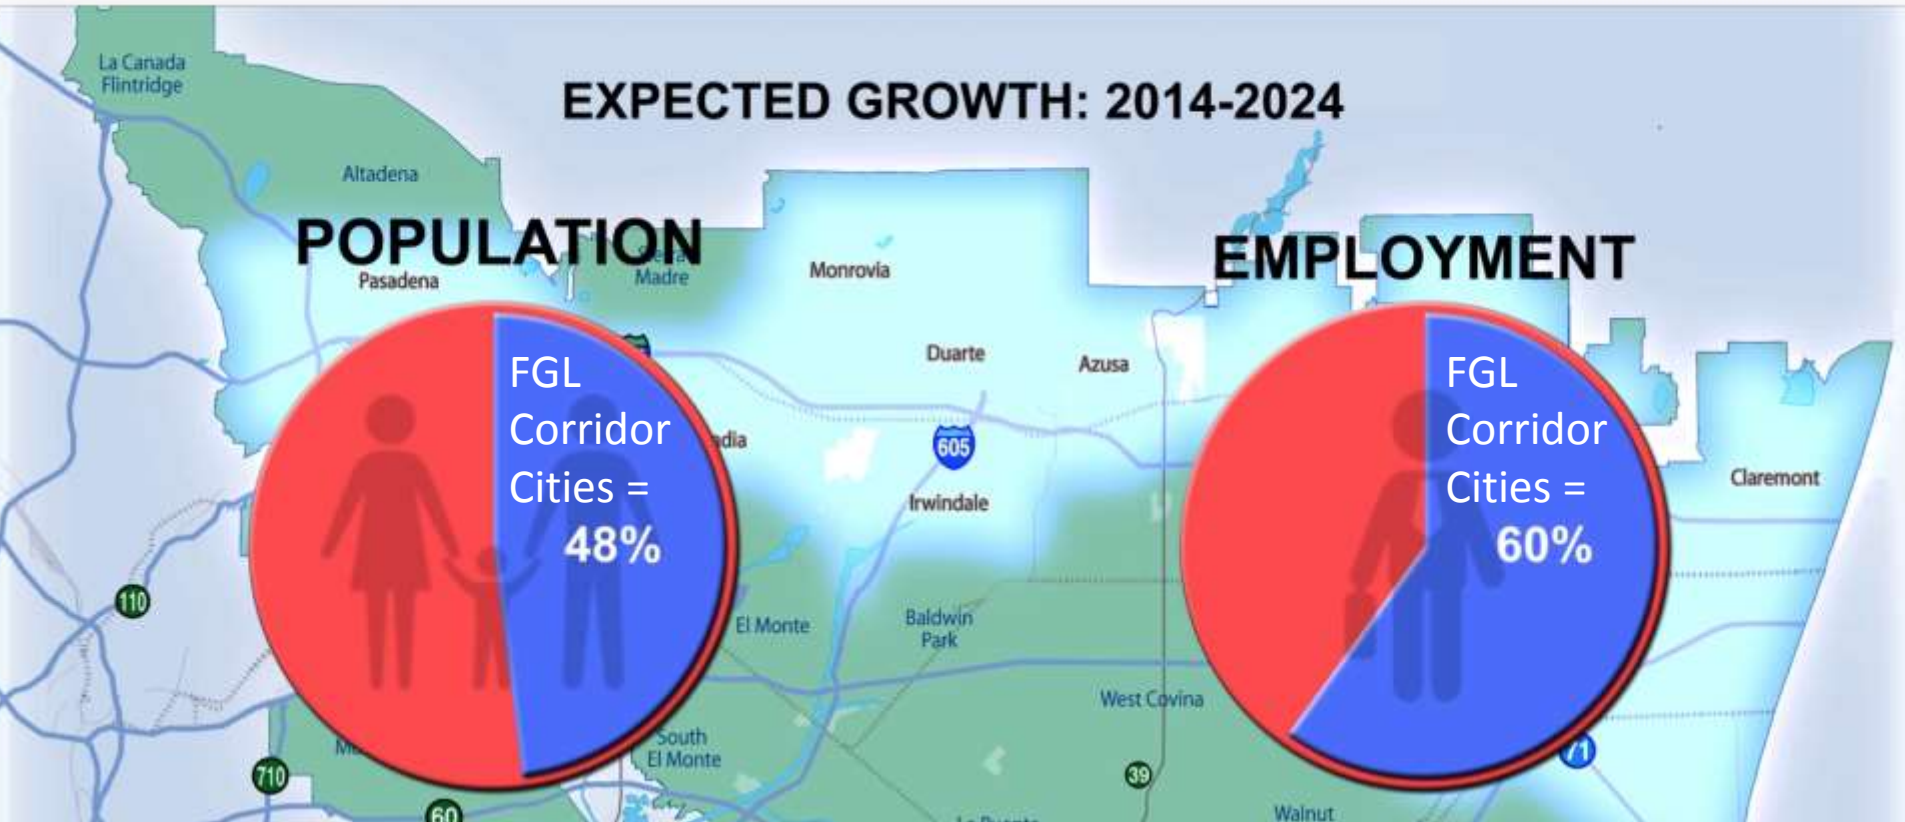 La Canada
Flintridge
EXPECTED GROWTH: 2014-2024
Altadena
POPULATION
EMPLOYMENT
Madre
Pasadena
Monrovia
Duarte
Azusa
FGL
Corridor
Cities =
48%
FGL
Corridor
Cities =
60%
605
Irwindale
Claremont
110
El Monte
Baldwin
Park
West Covina
South
El Monte
710
39
71
60
Walnut